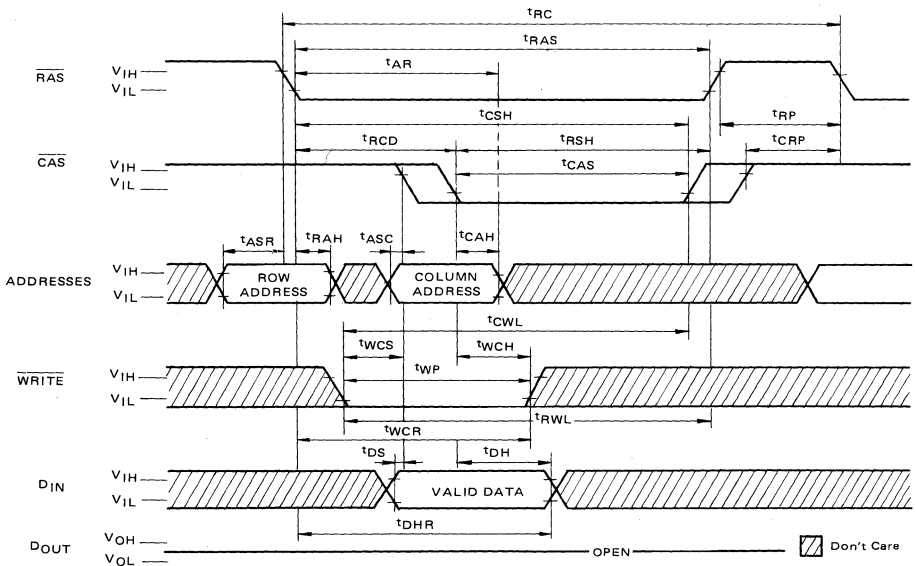 tRC
tRAS
tAR
RAS
VIH
VIL
tCSH
tRP
tRCD
tRSH
tCRP
CAS
VIH
VIL
tCAS
tASR
tRAH
tASC
tCAH
ADDRESSES
VIH
VIL
ROW ADDRESS
COLUMN ADDRESS
tCWL
tWCS
tWCH
WRITE
VIH
VIL
tWP
tRWL
tWCR
tDS
tDH
DIN
VIH
VIL
VALID DATA
tDHR
DOUT
VOH
VOL
OPEN
Don't Care